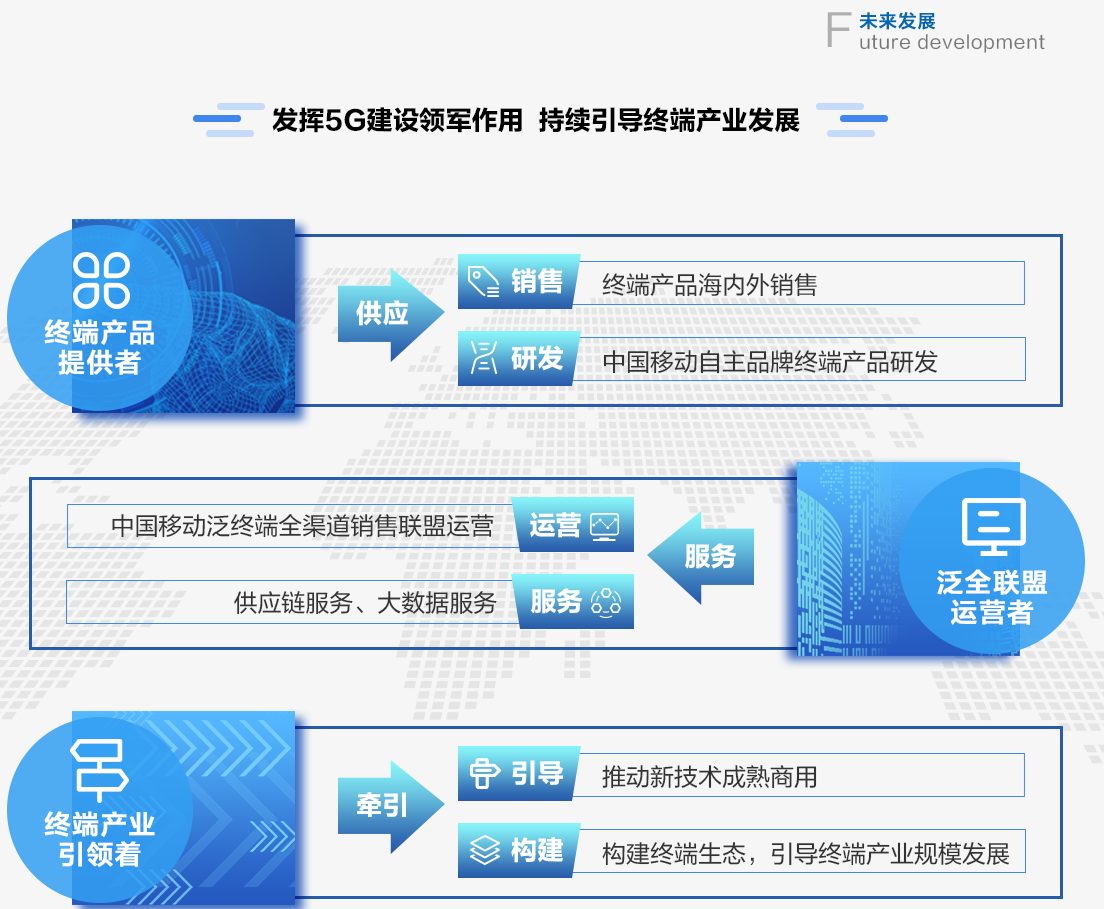 未来发展
Future development
发挥5G建设领军作用 持续引导终端产业发展
终端产品
提供者
供应
销售
终端产品海内外销售
研发
中国移动自主品牌终端产品研发
中国移动泛终端全渠道销售联盟运营
运营
供应链服务、大数据服务
服务
服务
泛全联盟
运营者
终端产业
引领着
牵引
引导
推动新技术成熟商用
构建
构建终端生态，引导终端产业规模发展